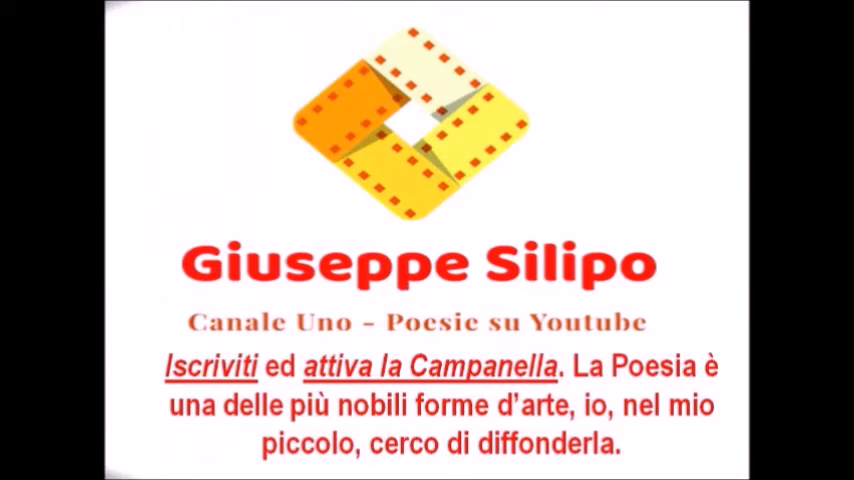 Giuseppe Silipo
Canale Uno - Poesie su Youtube
Iscriviti ed attiva la Campanella. La Poesia è
una delle più nobili forme d'arte, io, nel mio
piccolo, cerco di diffonderla.